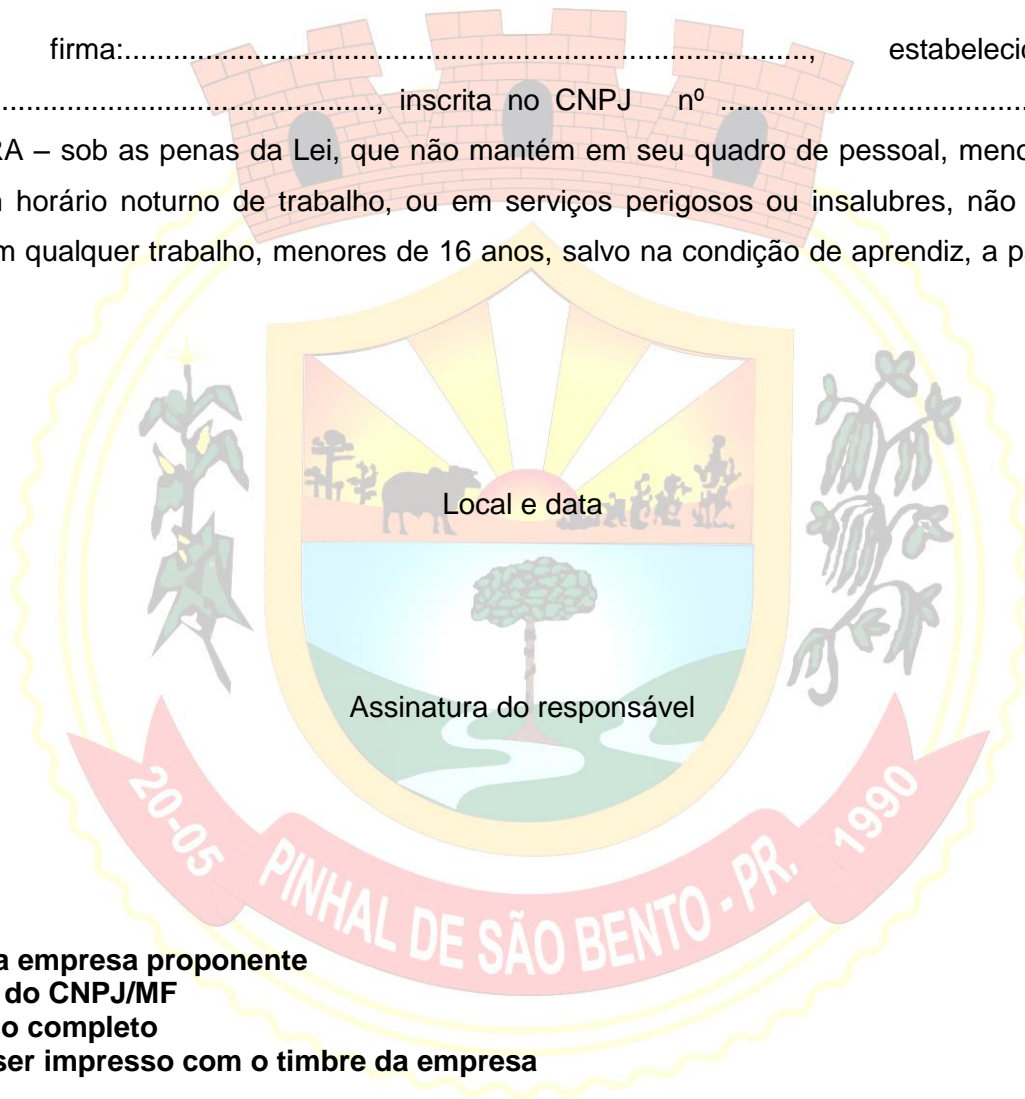 firma:....................................................................................., estabelecid
..............................................., inscrita no CNPJ nº .......................................
RA – sob as penas da Lei, que não mantém em seu quadro de pessoal, meno
horário noturno de trabalho, ou em serviços perigosos ou insalubres, não
m qualquer trabalho, menores de 16 anos, salvo na condição de aprendiz, a pa
Local e data
Assinatura do responsável
20-05 PINHAL DE SÃO BENTO - PR. 1990
a empresa proponente
do CNPJ/MF
o completo
ser impresso com o timbre da empresa